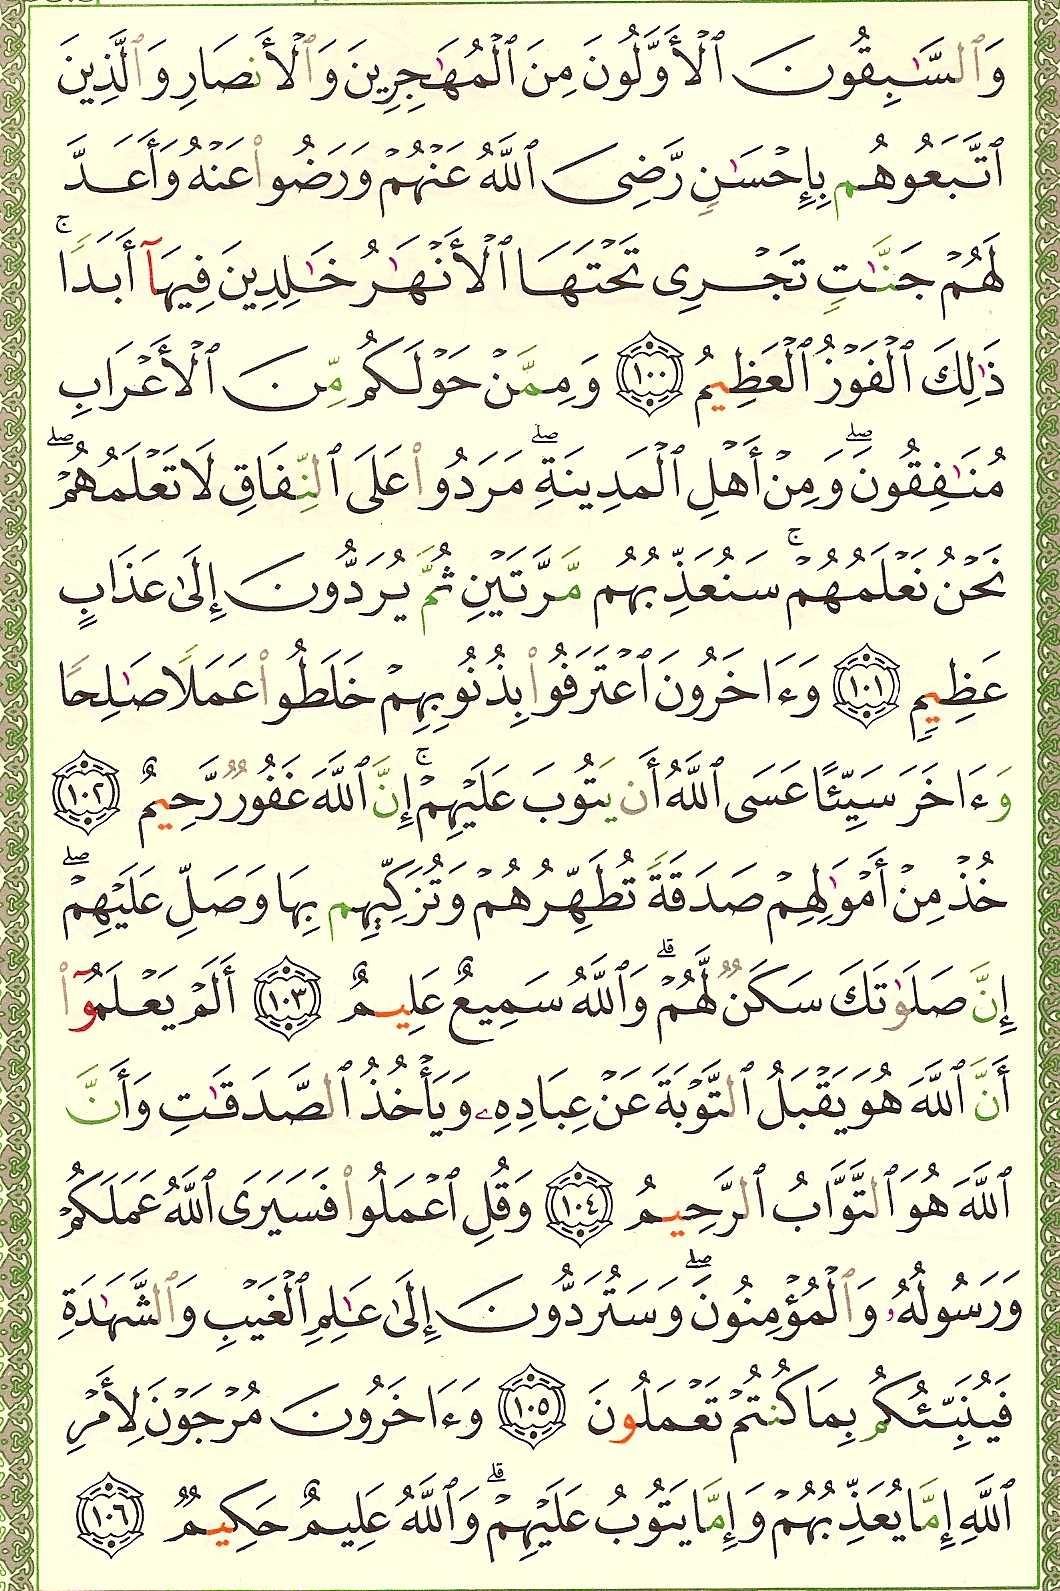 وَٱلسَّٰبِقُونَ ٱلْأَوَّلُونَ مِنَ ٱلْمُهَٰجِرِينَ وَٱلْأَنصَارِ وَٱلَّذِينَ
ٱتَّبَعُوهُم بِإِحْسَٰنٍ رَّضِىَ ٱللَّهُ عَنْهُمْ وَرَضُوا۟ عَنْهُ وَأَعَدَّ
لَهُمْ جَنَّٰتٍ تَجْرِى تَحْتَهَا ٱلْأَنْهَٰرُ خَٰلِدِينَ فِيهَآ أَبَدًا ۚ
ذَٰلِكَ ٱلْفَوْزُ ٱلْعَظِيمُ ١٠٠ وَمِمَّنْ حَوْلَكُم مِّنَ ٱلْأَعْرَابِ
مُنَٰفِقُونَ ۖ وَمِنْ أَهْلِ ٱلْمَدِينَةِ ۖ مَرَدُوا۟ عَلَى ٱلنِّفَاقِ لَا تَعْلَمُهُمْ ۖ
نَحْنُ نَعْلَمُهُمْ ۚ سَنُعَذِّبُهُم مَّرَّتَيْنِ ثُمَّ يُرَدُّونَ إِلَىٰ عَذَابٍ
عَظِيمٍ ١٠١ وَءَاخَرُونَ ٱعْتَرَفُوا۟ بِذُنُوبِهِمْ خَلَطُوا۟ عَمَلًا صَٰلِحًا
وَءَاخَرَ سَيِّئًا عَسَى ٱللَّهُ أَن يَتُوبَ عَلَيْهِمْ ۚ إِنَّ ٱللَّهَ غَفُورٌ رَّحِيمٌ ١٠٢
خُذْ مِنْ أَمْوَٰلِهِمْ صَدَقَةً تُطَهِّرُهُمْ وَتُزَكِّيهِم بِهَا وَصَلِّ عَلَيْهِمْ ۖ
إِنَّ صَلَوٰتَكَ سَكَنٌ لَّهُمْ ۗ وَٱللَّهُ سَمِيعٌ عَلِيمٌ ١٠٣ أَلَمْ يَعْلَمُوٓا۟
أَنَّ ٱللَّهَ هُوَ يَقْبَلُ ٱلتَّوْبَةَ عَنْ عِبَادِهِۦ وَيَأْخُذُ ٱلصَّدَقَٰتِ وَأَنَّ
ٱللَّهَ هُوَ ٱلتَّوَّابُ ٱلرَّحِيمُ ١٠٤ وَقُلِ ٱعْمَلُوا۟ فَسَيَرَى ٱللَّهُ عَمَلَكُمْ
وَرَسُولُهُۥ وَٱلْمُؤْمِنُونَ ۖ وَسَتُرَدُّونَ إِلَىٰ عَٰلِمِ ٱلْغَيْبِ وَٱلشَّهَٰدَةِ
فَيُنَبِّئُكُم بِمَا كُنتُمْ تَعْمَلُونَ ١٠٥ وَءَاخَرُونَ مُرْجَوْنَ لِأَمْرِ
ٱللَّهِ إِمَّا يُعَذِّبُهُمْ وَإِمَّا يَتُوبُ عَلَيْهِمْ ۗ وَٱللَّهُ عَلِيمٌ حَكِيمٌ ١٠٦